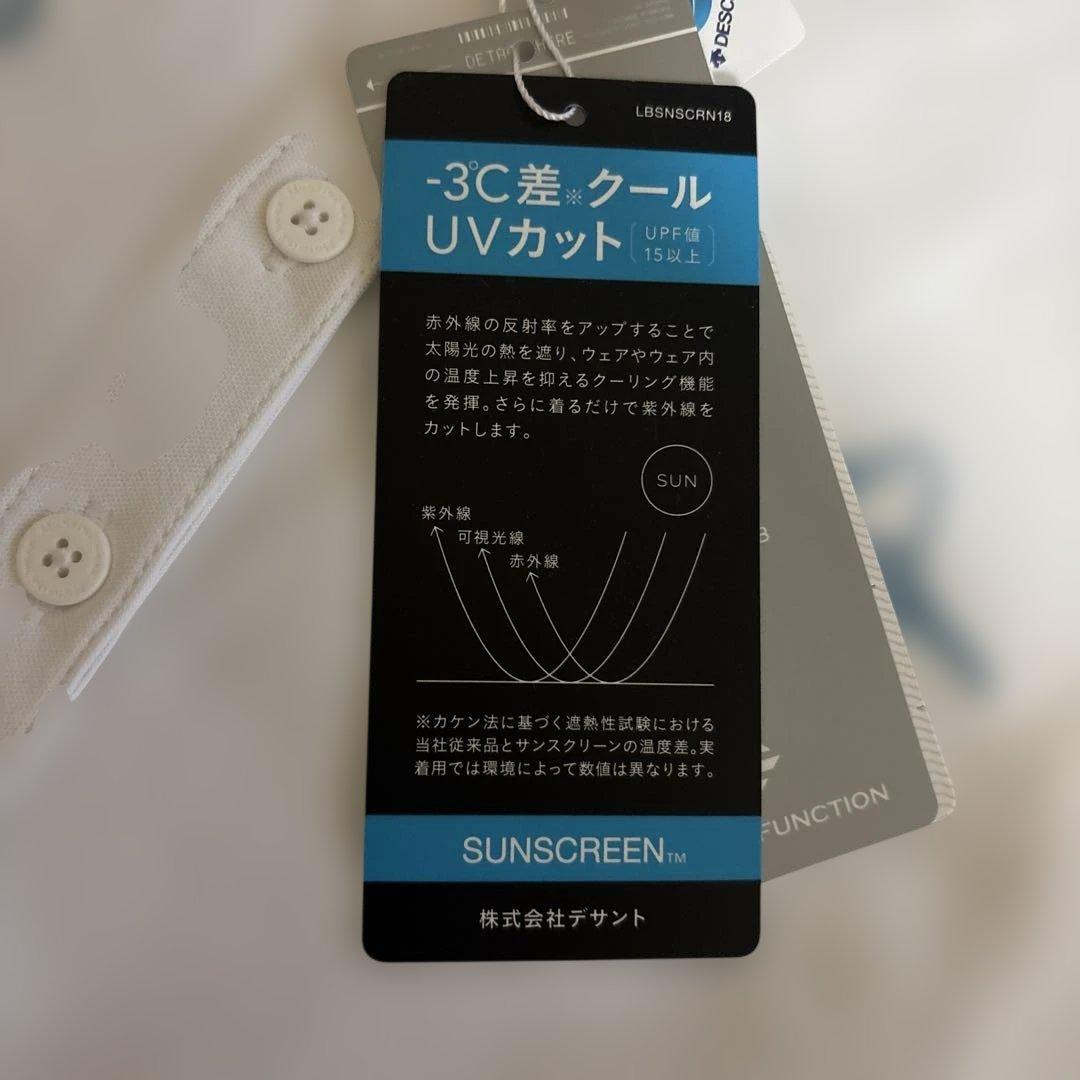 DESC
LBSNSCRN18
-3℃差※クール
UVカット
UPF値
15以上
赤外線の反射率をアップすることで
太陽光の熱を遮り、ウェアやウェア内
の温度上昇を抑えるクーリング機能
を発揮。さらに着るだけで紫外線を
カットします。
SUN
紫外線
可視光線
赤外線
※カケン法に基づく遮熱性試験における
当社従来品とサンスクリーンの温度差。実
着用では環境によって数値は異なります。
FUNCTION
SUNSCREEN™
株式会社デサント